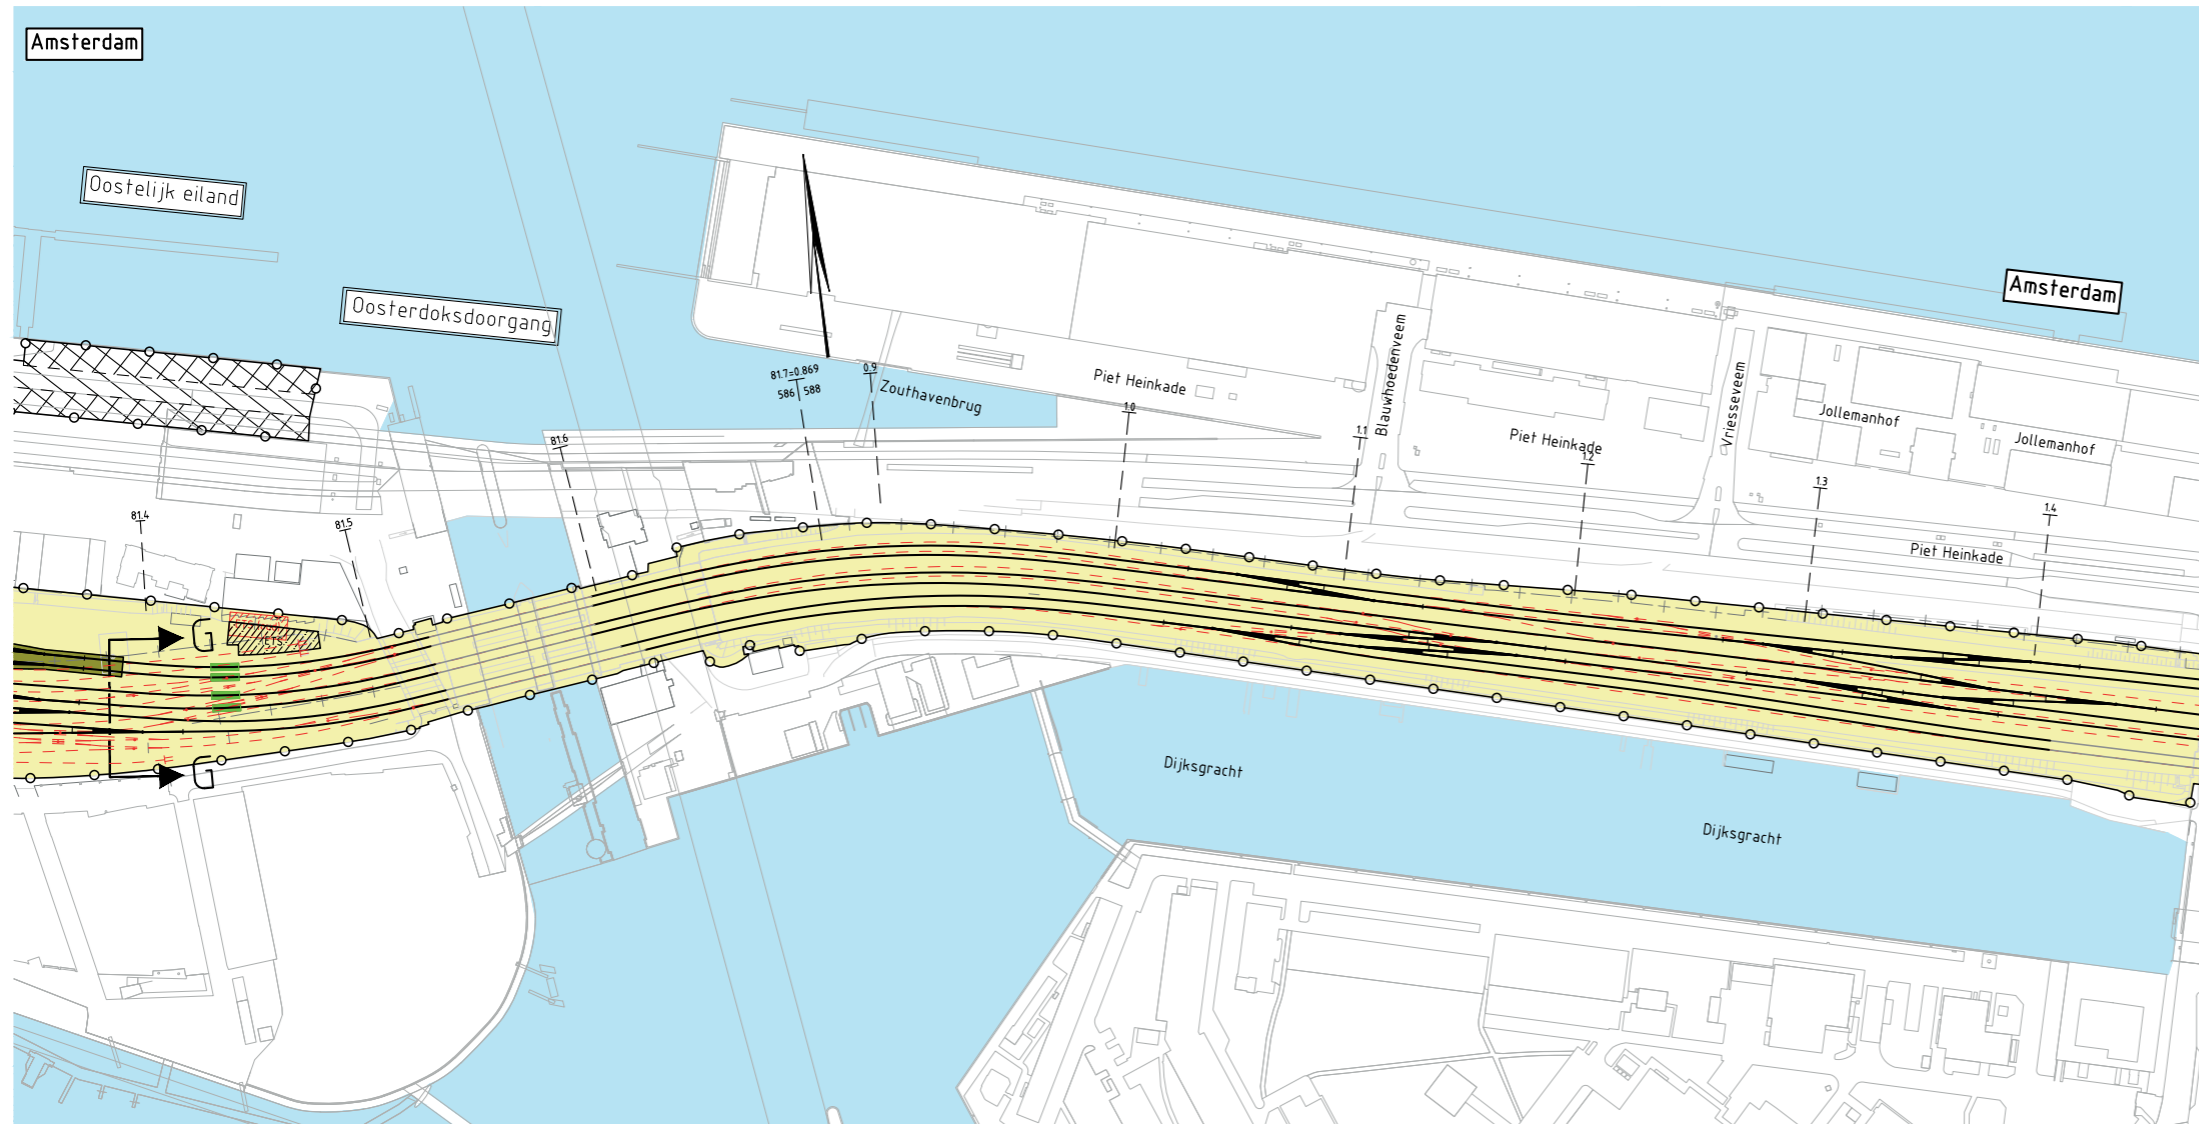 Amsterdam
Oostelijk eiland
Oosterdoksdoorgang
Amsterdam
81.7=0.869
586 588
0.9
Zouthavenbrug
Piet Heinkade
1.0
Blauwhoedenveem
1.1
Piet Heinkade
1.2
Vriesseveem
Jollemanhof
Jollemanhof
1.3
1.4
Piet Heinkade
81.4
81.5
81.6
G
ETS
G
Dijksgracht
Dijksgracht